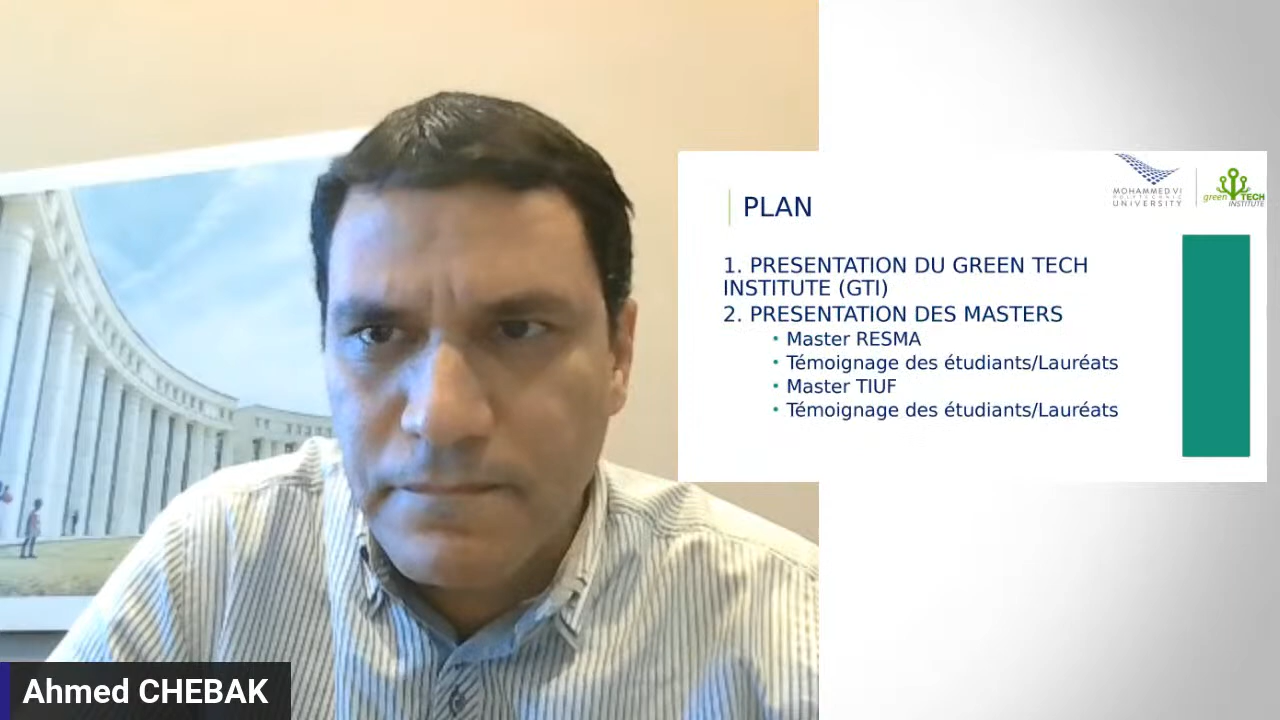 PLAN
MOHAMMED VI
POLYTECHNIC
UNIVERSITY
green TECH
INSTITUTE
1. PRESENTATION DU GREEN TECH
INSTITUTE (GTI)
2. PRESENTATION DES MASTERS
• Master RESMA
• Témoignage des étudiants/Lauréats
• Master TIUF
• Témoignage des étudiants/Lauréats
Ahmed CHEBAK